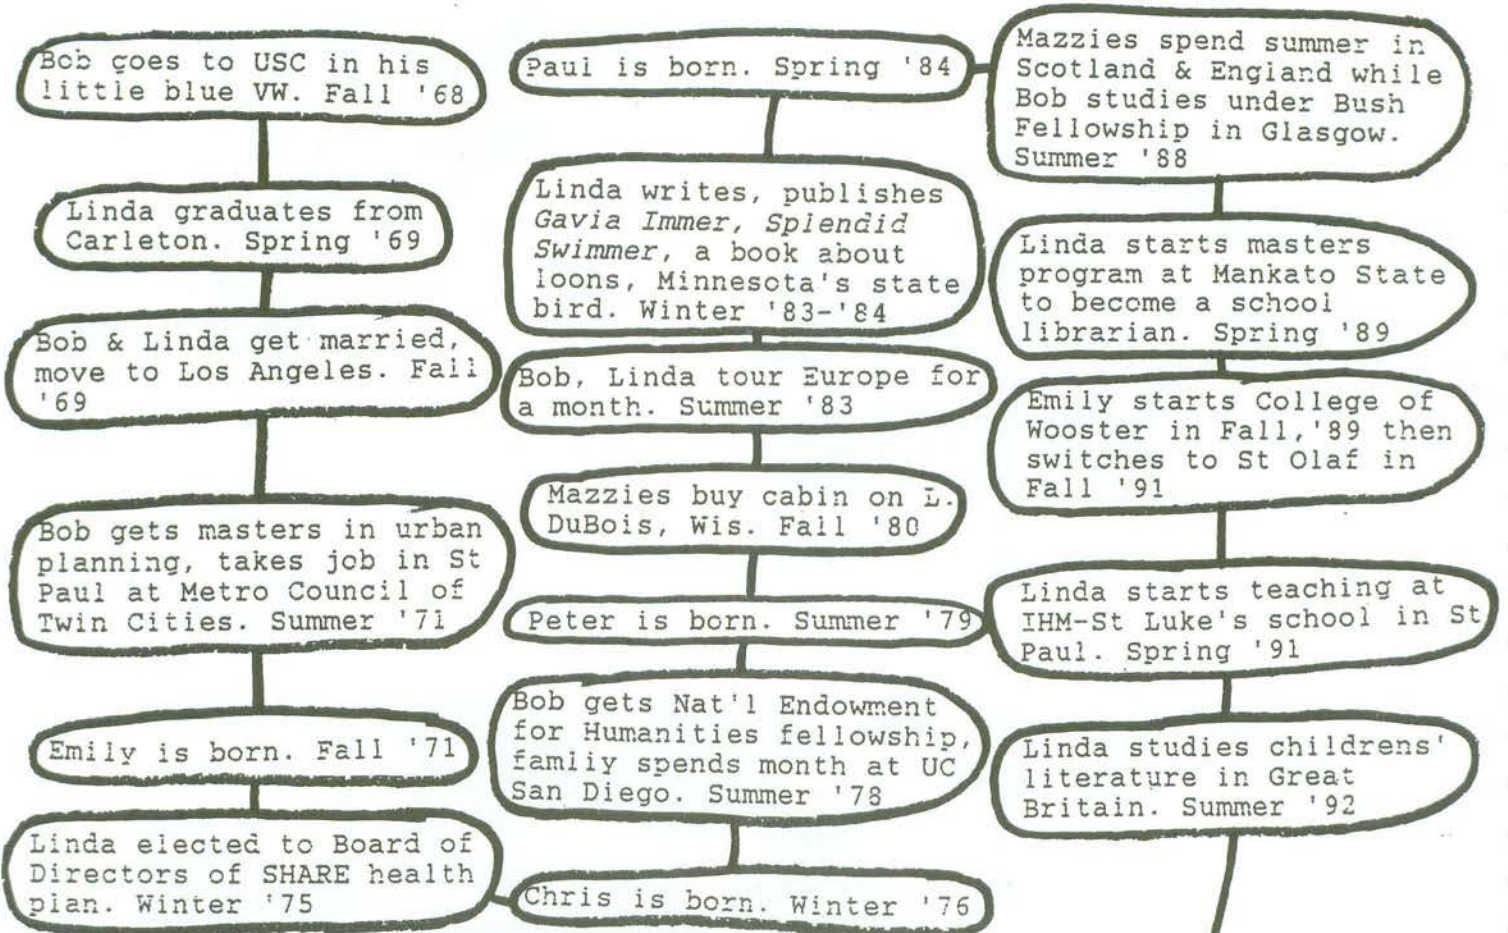 Bob goes to USC in his
little blue VW. Fall '68
Linda graduates from
Carleton. Spring '69
Bob & Linda get married,
move to Los Angeles. Fall
'69
Bob gets masters in urban
planning, takes job in St
Paul at Metro Council of
Twin Cities. Summer '71
Emily is born. Fall '71
Linda elected to Board of
Directors of SHARE health
plan. Winter '75
Chris is born. Winter '76
Bob gets Nat'l Endowment
for Humanities fellowship,
family spends month at UC
San Diego. Summer '78
Peter is born. Summer '79
Mazzies buy cabin on L.
DuBois, Wis. Fall '80
Bob, Linda tour Europe for
a month. Summer '83
Linda writes, publishes
Gavia Immer, Splendid
Swimmer, a book about
loons, Minnesota's state
bird. Winter '83-'84
Paul is born. Spring '84
Mazzies spend summer in
Scotland & England while
Bob studies under Bush
Fellowship in Glasgow.
Summer '88
Linda starts masters
program at Mankato State
to become a school
librarian. Spring '89
Emily starts College of
Wooster in Fall,'89 then
switches to St Olaf in
Fall '91
Linda starts teaching at
IHM-St Luke's school in St
Paul. Spring '91
Linda studies childrens'
literature in Great
Britain. Summer '92